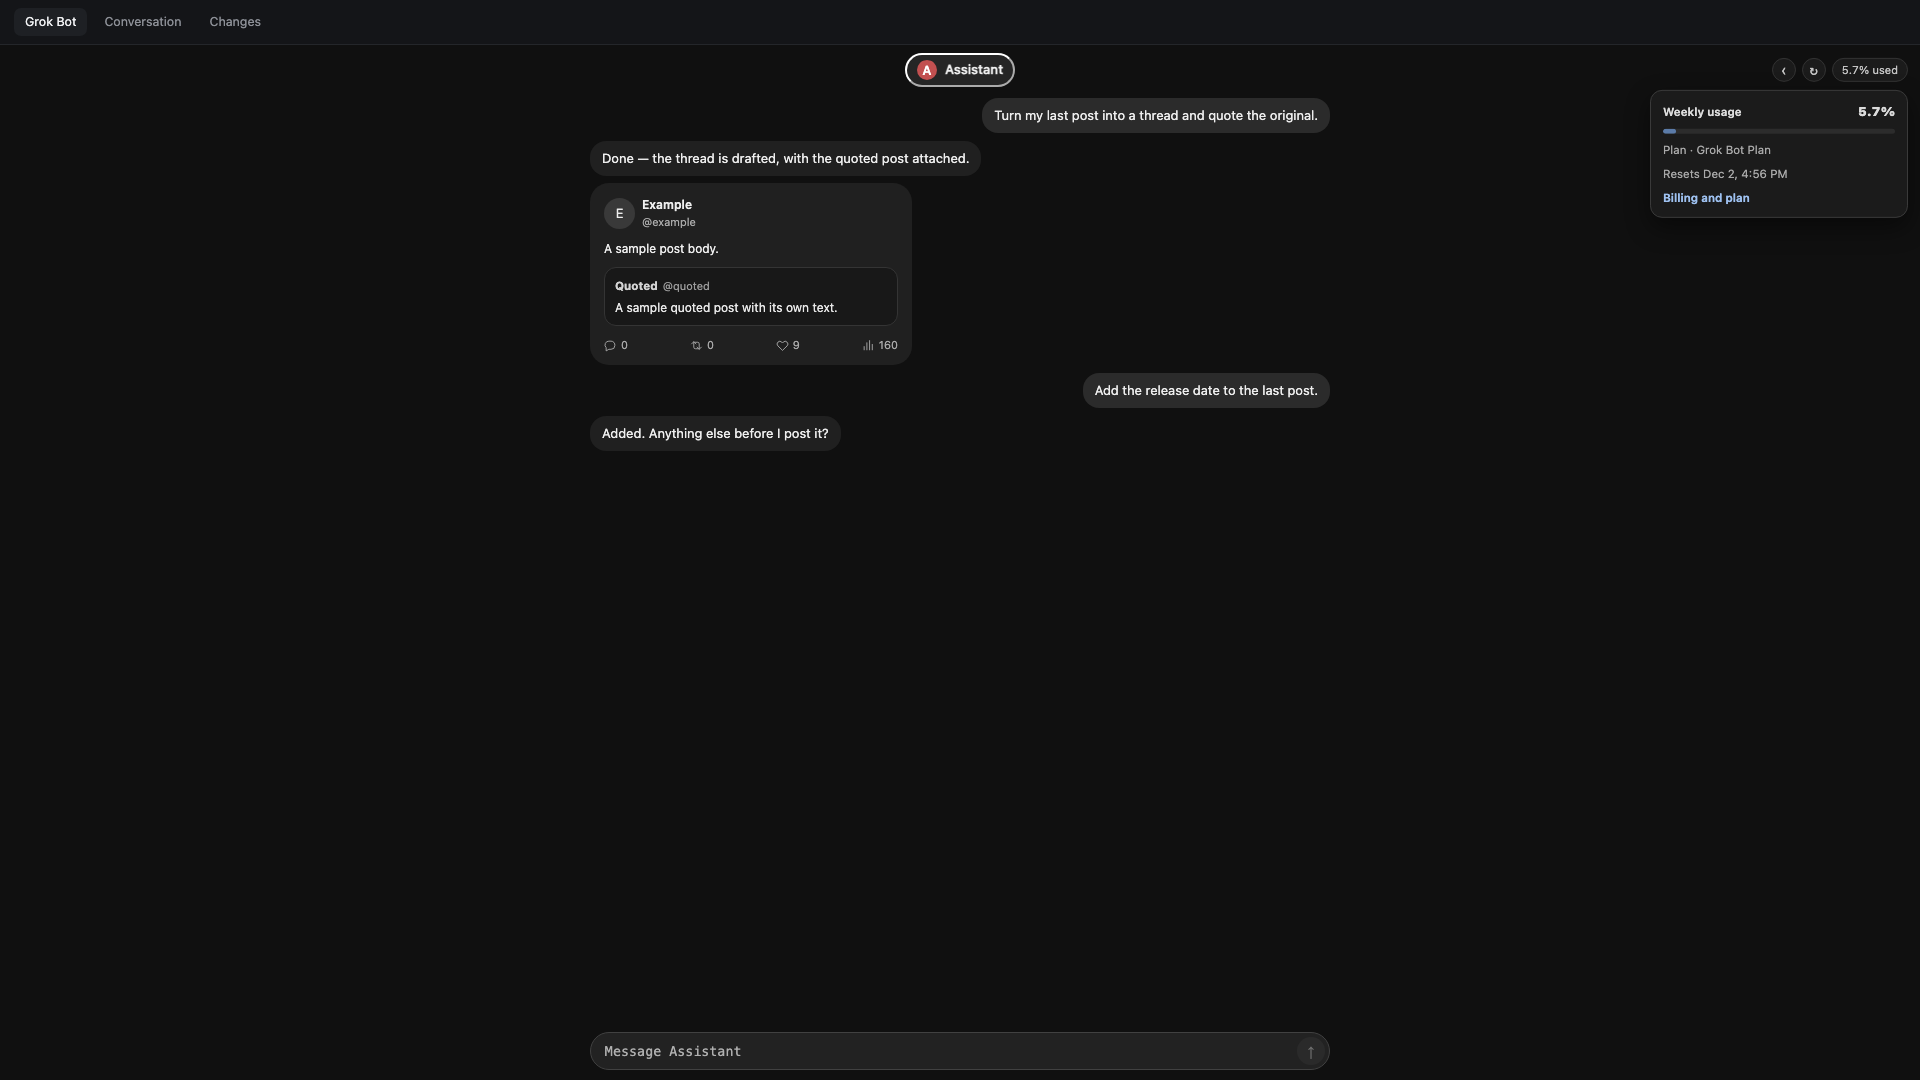 Grok Bot
Conversation
Changes
A Assistant
‹ ↻ 5.7% used
Weekly usage 5.7%
Plan · Grok Bot Plan
Resets Dec 2, 4:56 PM
Billing and plan
Turn my last post into a thread and quote the original.
Done — the thread is drafted, with the quoted post attached.
E
Example
@example
A sample post body.
Quoted @quoted
A sample quoted post with its own text.
0 0 9 160
Add the release date to the last post.
Added. Anything else before I post it?
Message Assistant ↑